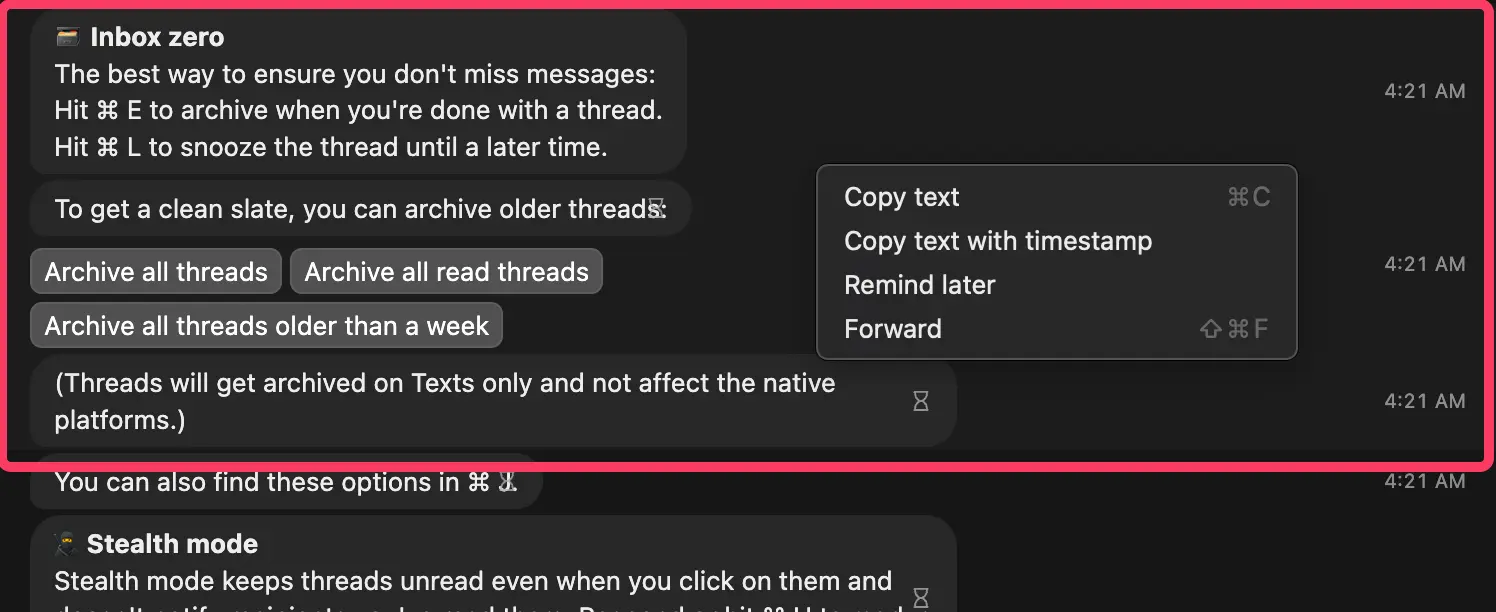 Inbox zero
The best way to ensure you don't miss messages:
Hit ⌘ E to archive when you're done with a thread.
Hit ⌘ L to snooze the thread until a later time.
4:21 AM
To get a clean slate, you can archive older threads:
Archive all threads
Archive all read threads
Archive all threads older than a week
4:21 AM
Copy text ⌘C
Copy text with timestamp
Remind later
Forward ⇧⌘F
(Threads will get archived on Texts only and not affect the native
platforms.)
4:21 AM
You can also find these options in ⌘
4:21 AM
Stealth mode
Stealth mode keeps threads unread even when you click on them and